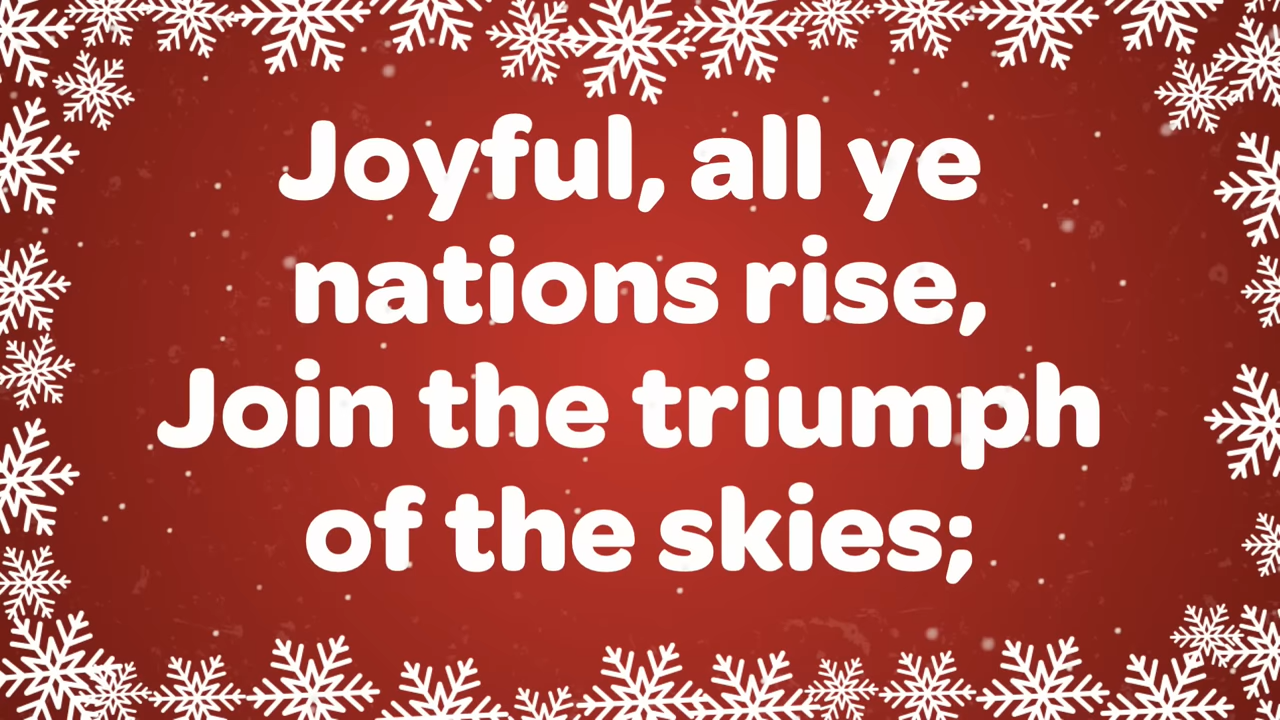 Joyful, all ye
nations rise,
Join the triumph
of the skies;